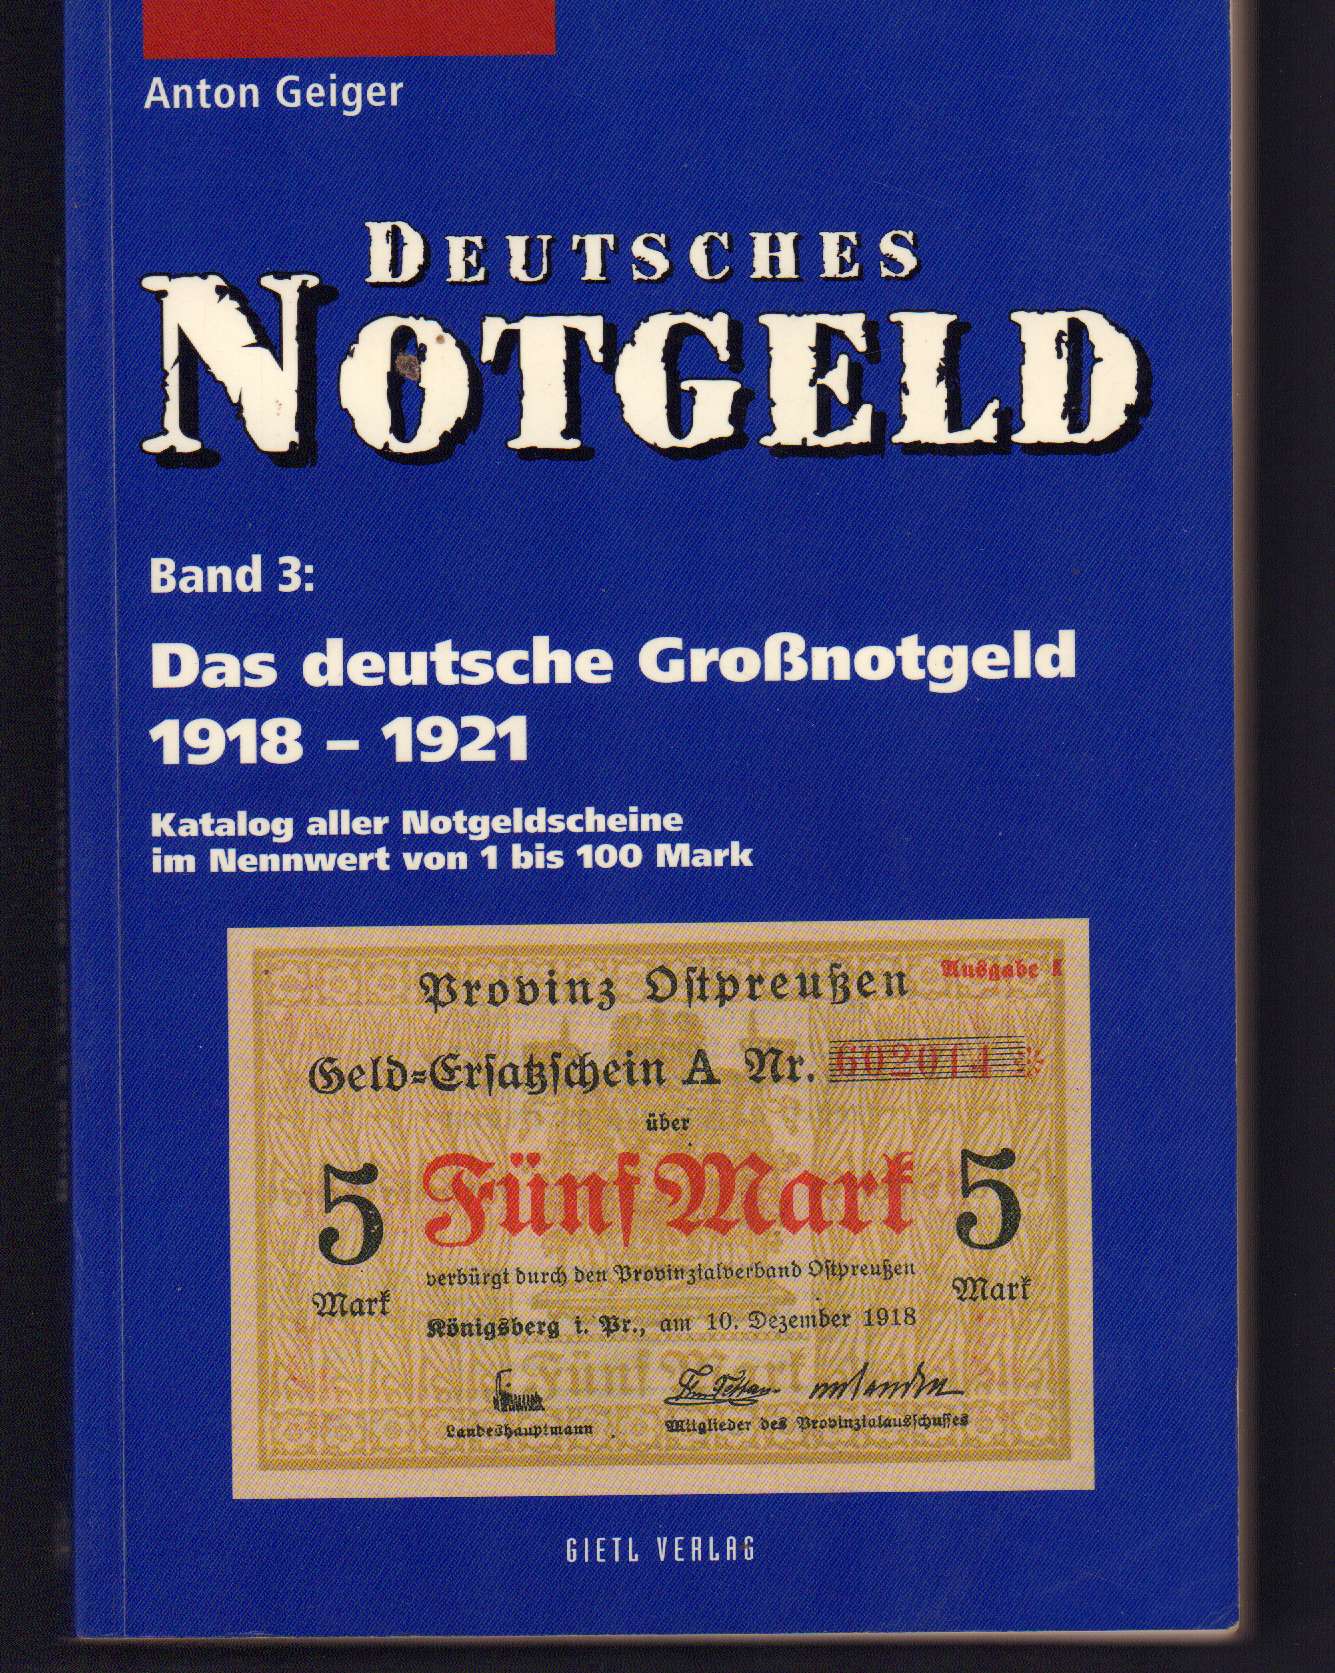 Anton Geiger
DEUTSCHES
NOTGELD
Band 3:
Das deutsche Großnotgeld
1918 – 1921
Katalog aller Notgeldscheine
im Nennwert von 1 bis 100 Mark
Provinz Ostpreußen
Ausgabe
Geld=Ersatzschein A Nr. 602014 *
über
5 Fünf Mark 5
Mark Mark
verbürgt durch den Provinzialverband Ostpreußen
Königsberg i. Pr., am 10. Dezember 1918
Fünf Mark
Landeshauptmann
Mitglieder des Provinzialausschusses
GIETL VERLAG